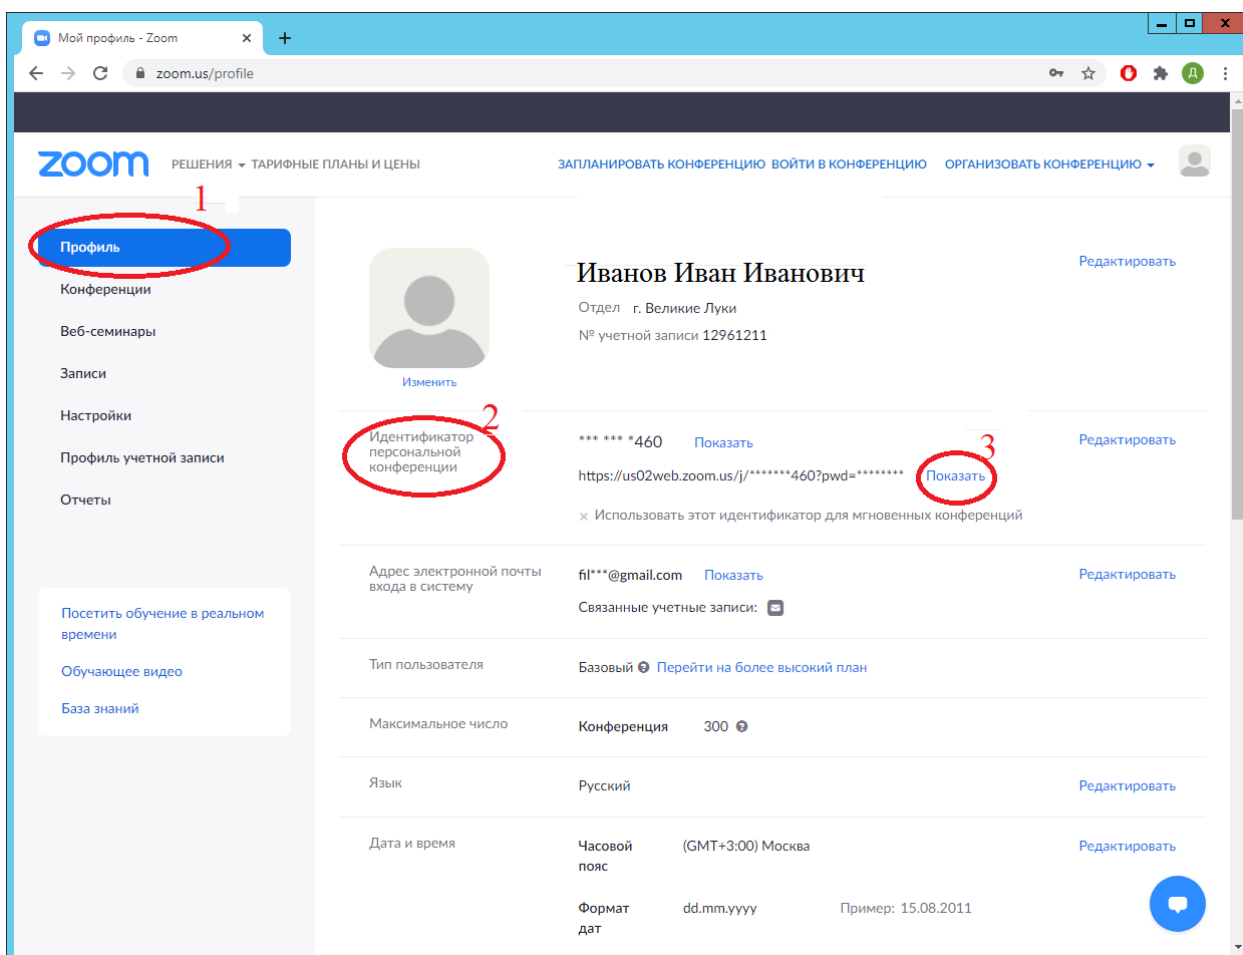 Мой профиль - Zoom
zoom.us/profile
Д
zoom РЕШЕНИЯ ТАРИФНЫЕ ПЛАНЫ И ЦЕНЫ ЗАПЛАНИРОВАТЬ КОНФЕРЕНЦИЮ ВОЙТИ В КОНФЕРЕНЦИЮ ОРГАНИЗОВАТЬ КОНФЕРЕНЦИЮ
1
Профиль
Конференции
Веб-семинары
Записи
Настройки
Профиль учетной записи
Отчеты
Посетить обучение в реальном
времени
Обучающее видео
База знаний
Изменить
Иванов Иван Иванович
Редактировать
Отдел г. Великие Луки
№ учетной записи 12961211
2
Идентификатор
персональной
конференции
*** *** *460 Показать
Редактировать
3
https://us02web.zoom.us/j/*******460?pwd=******** Показать
× Использовать этот идентификатор для мгновенных конференций
Адрес электронной почты
входа в систему
fil***@gmail.com Показать
Редактировать
Связанные учетные записи:
Тип пользователя
Базовый ? Перейти на более высокий план
Максимальное число
Конференция 300 ?
Язык
Русский
Редактировать
Дата и время
Часовой
пояс
(GMT+3:00) Москва
Редактировать
Формат
дат
dd.mm.yyyy
Пример: 15.08.2011